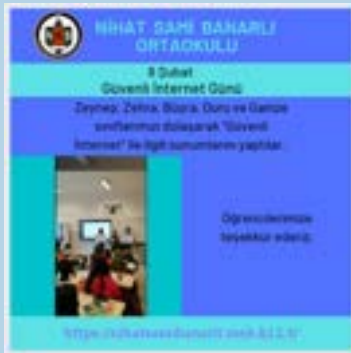 NİHAT SAMİ BANARLI
ORTAOKULU
8 Şubat
Güvenli İnternet Günü
Zeynep, Zehra, Büşra, Duru ve Gamze
sınıflarımızı dolaşarak "Güvenli
İnternet" ile ilgili sunumlarını yaptılar.
Öğrencilerimize
teşekkür ederiz.